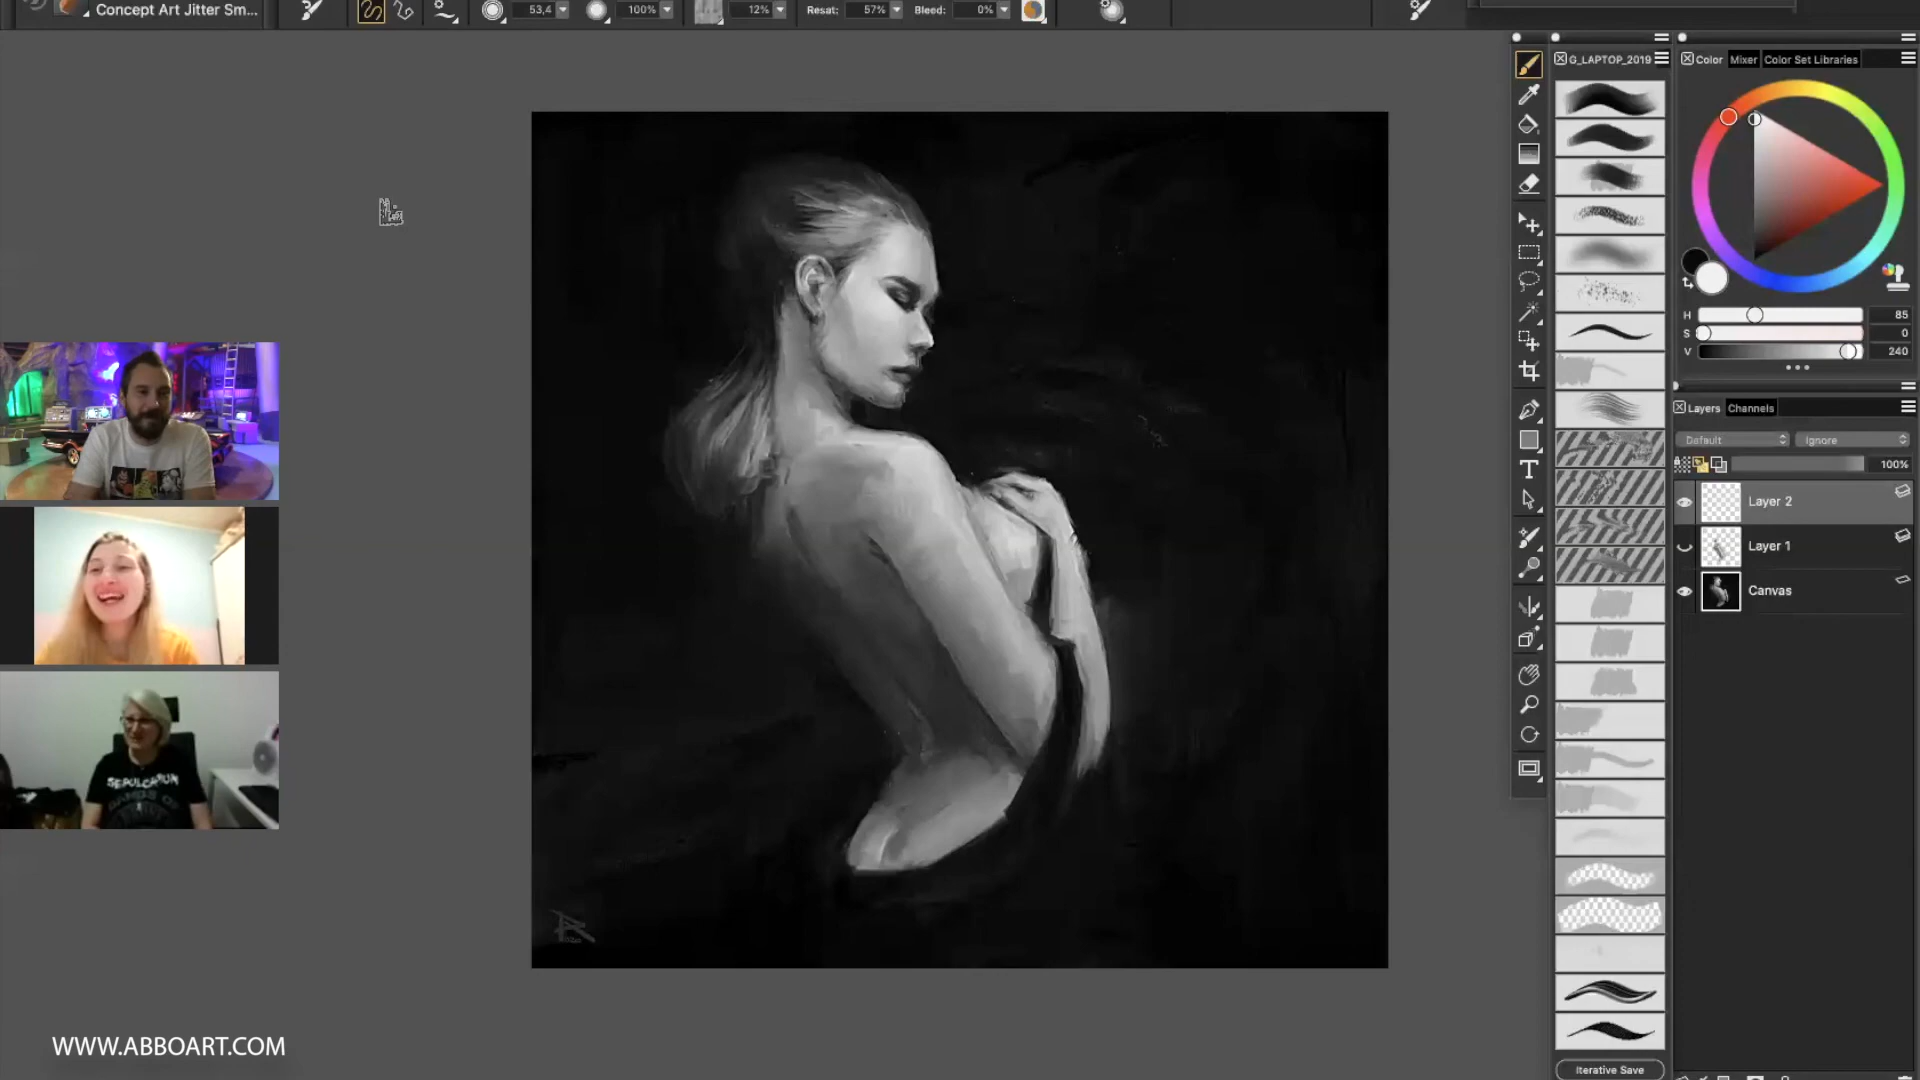 Concept Art Jitter Sm...
53,4
100%
12%
Resat:
57%
Bleed:
0%
G_LAPTOP_2019
Color
Mixer
Color Set Libraries
H
85
S
0
V
240
Layers
Channels
Default
Ignore
100%
Layer 2
Layer 1
Canvas
T
SEPULCRUM
Iterative Save
WWW.ABBOART.COM